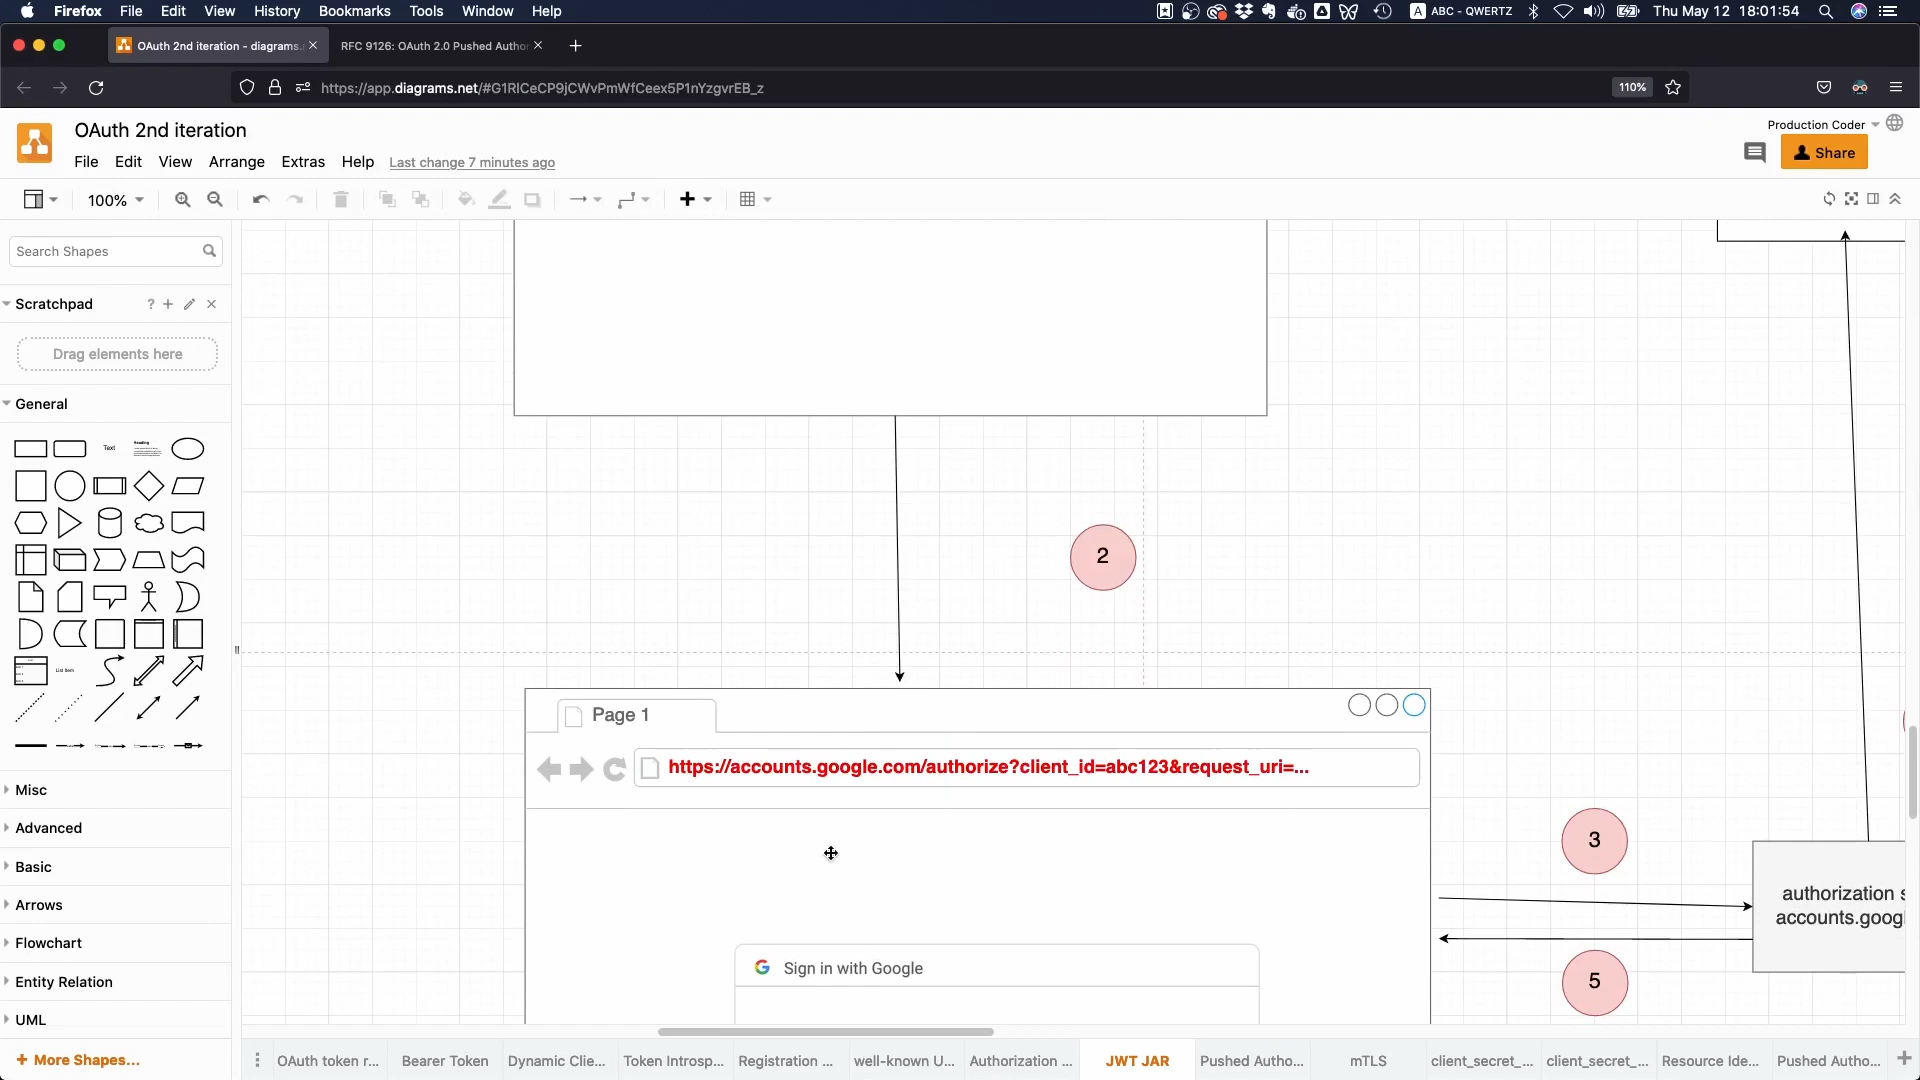 Firefox File Edit View History Bookmarks Tools Window Help
A ABC - QWERTZ Thu May 12 18:01:54
OAuth 2nd iteration - diagrams.
RFC 9126: OAuth 2.0 Pushed Autho
https://app.diagrams.net/#G1RlCeCP9jCWvPmWfCeex5P1nYzgvrEB_z
110%
OAuth 2nd iteration
Production Coder
File Edit View Arrange Extras Help Last change 7 minutes ago
Share
100%
Search Shapes
Scratchpad
?
Drag elements here
General
Text
Heading
List Item
Misc
Advanced
Basic
Arrows
Flowchart
Entity Relation
UML
+ More Shapes...
2
Page 1
https://accounts.google.com/authorize?client_id=abc123&request_uri=...
Sign in with Google
3
authorization s
accounts.googl
5
OAuth token r... Bearer Token Dynamic Clie... Token Introsp... Registration ... well-known U... Authorization ... JWT JAR Pushed Autho... mTLS client_secret_... client_secret_... Resource Ide... Pushed Autho...